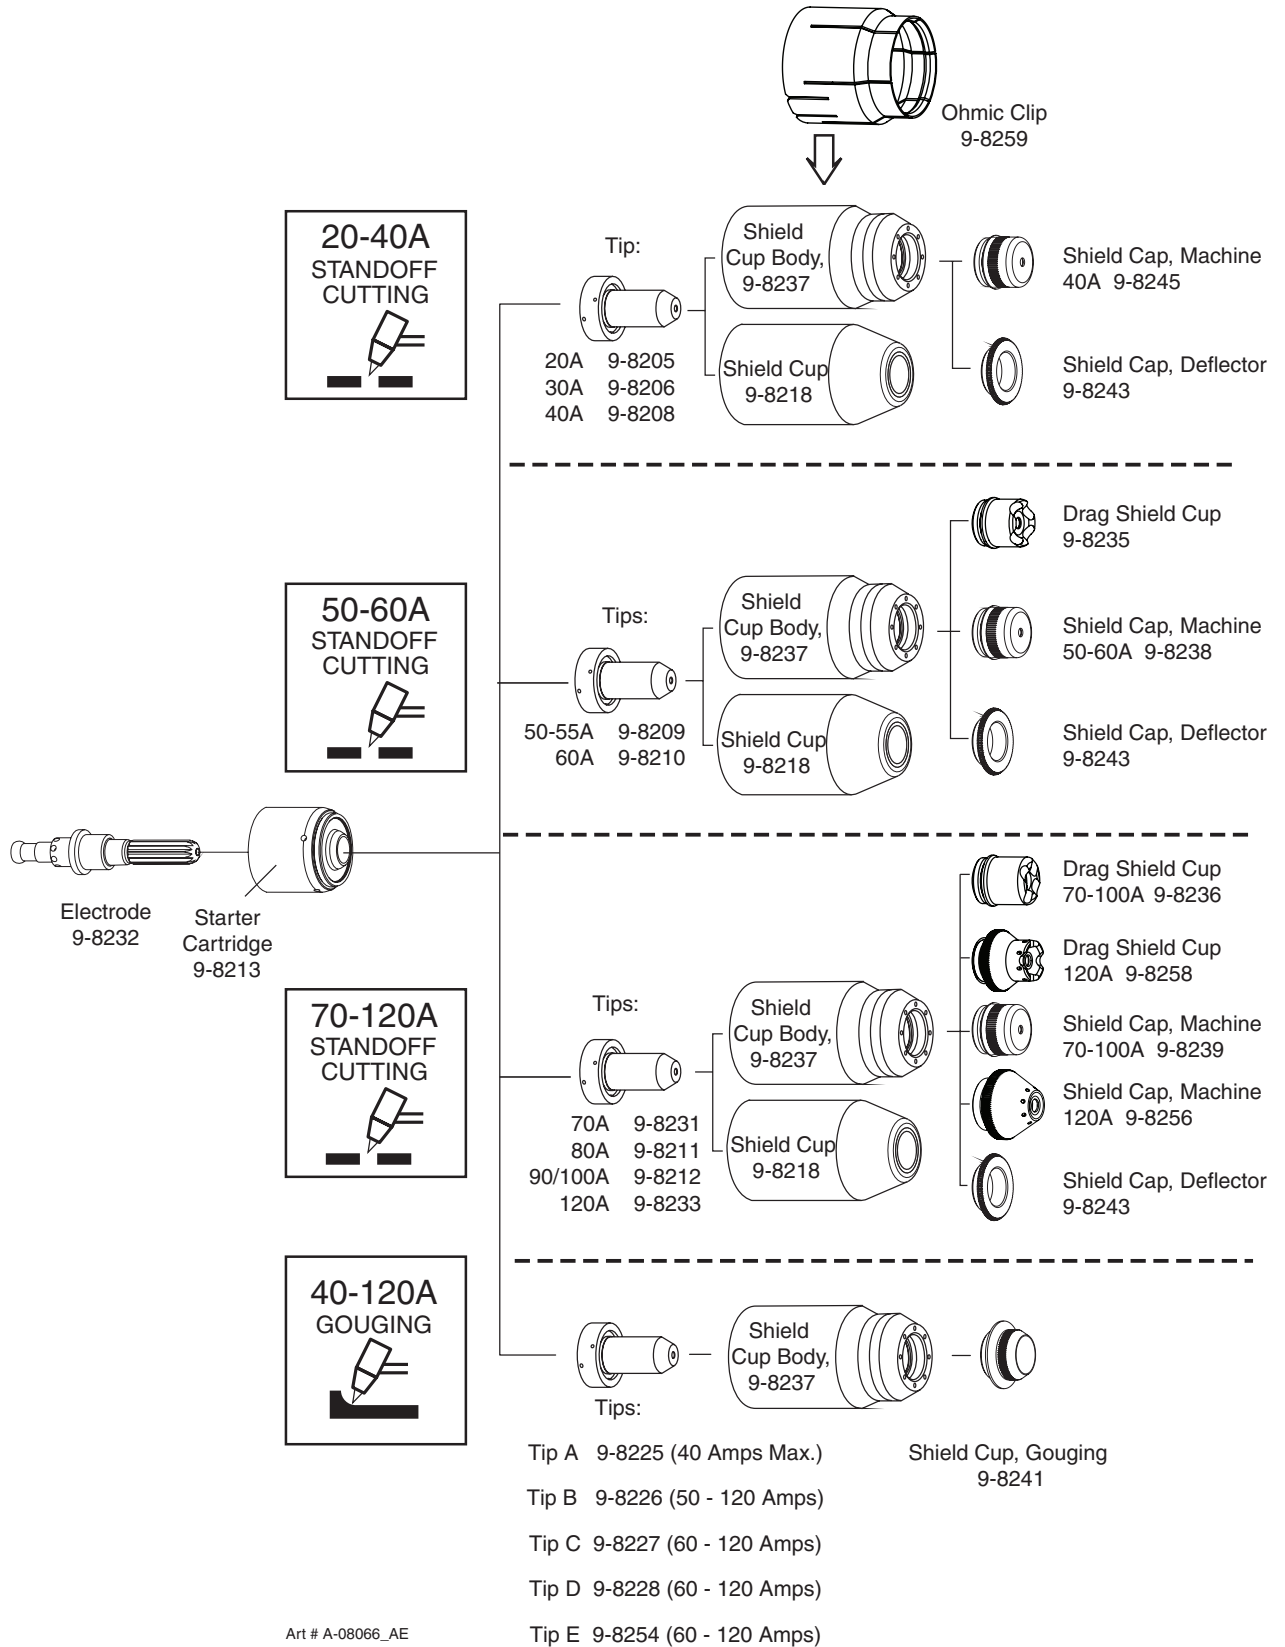 Ohmic Clip
9-8259
20-40A
STANDOFF
CUTTING
Tip:
20A 9-8205
30A 9-8206
40A 9-8208
Shield
Cup Body,
9-8237
Shield Cup
9-8218
Shield Cap, Machine
40A 9-8245
Shield Cap, Deflector
9-8243
50-60A
STANDOFF
CUTTING
Tips:
50-55A 9-8209
60A 9-8210
Shield
Cup Body,
9-8237
Shield Cup
9-8218
Drag Shield Cup
9-8235
Shield Cap, Machine
50-60A 9-8238
Shield Cap, Deflector
9-8243
Electrode
9-8232
Starter
Cartridge
9-8213
70-120A
STANDOFF
CUTTING
Tips:
70A 9-8231
80A 9-8211
90/100A 9-8212
120A 9-8233
Shield
Cup Body,
9-8237
Shield Cup
9-8218
Drag Shield Cup
70-100A 9-8236
Drag Shield Cup
120A 9-8258
Shield Cap, Machine
70-100A 9-8239
Shield Cap, Machine
120A 9-8256
Shield Cap, Deflector
9-8243
40-120A
GOUGING
Shield
Cup Body,
9-8237
Tips:
Tip A 9-8225 (40 Amps Max.)
Tip B 9-8226 (50 - 120 Amps)
Tip C 9-8227 (60 - 120 Amps)
Tip D 9-8228 (60 - 120 Amps)
Tip E 9-8254 (60 - 120 Amps)
Shield Cup, Gouging
9-8241
Art # A-08066_AE